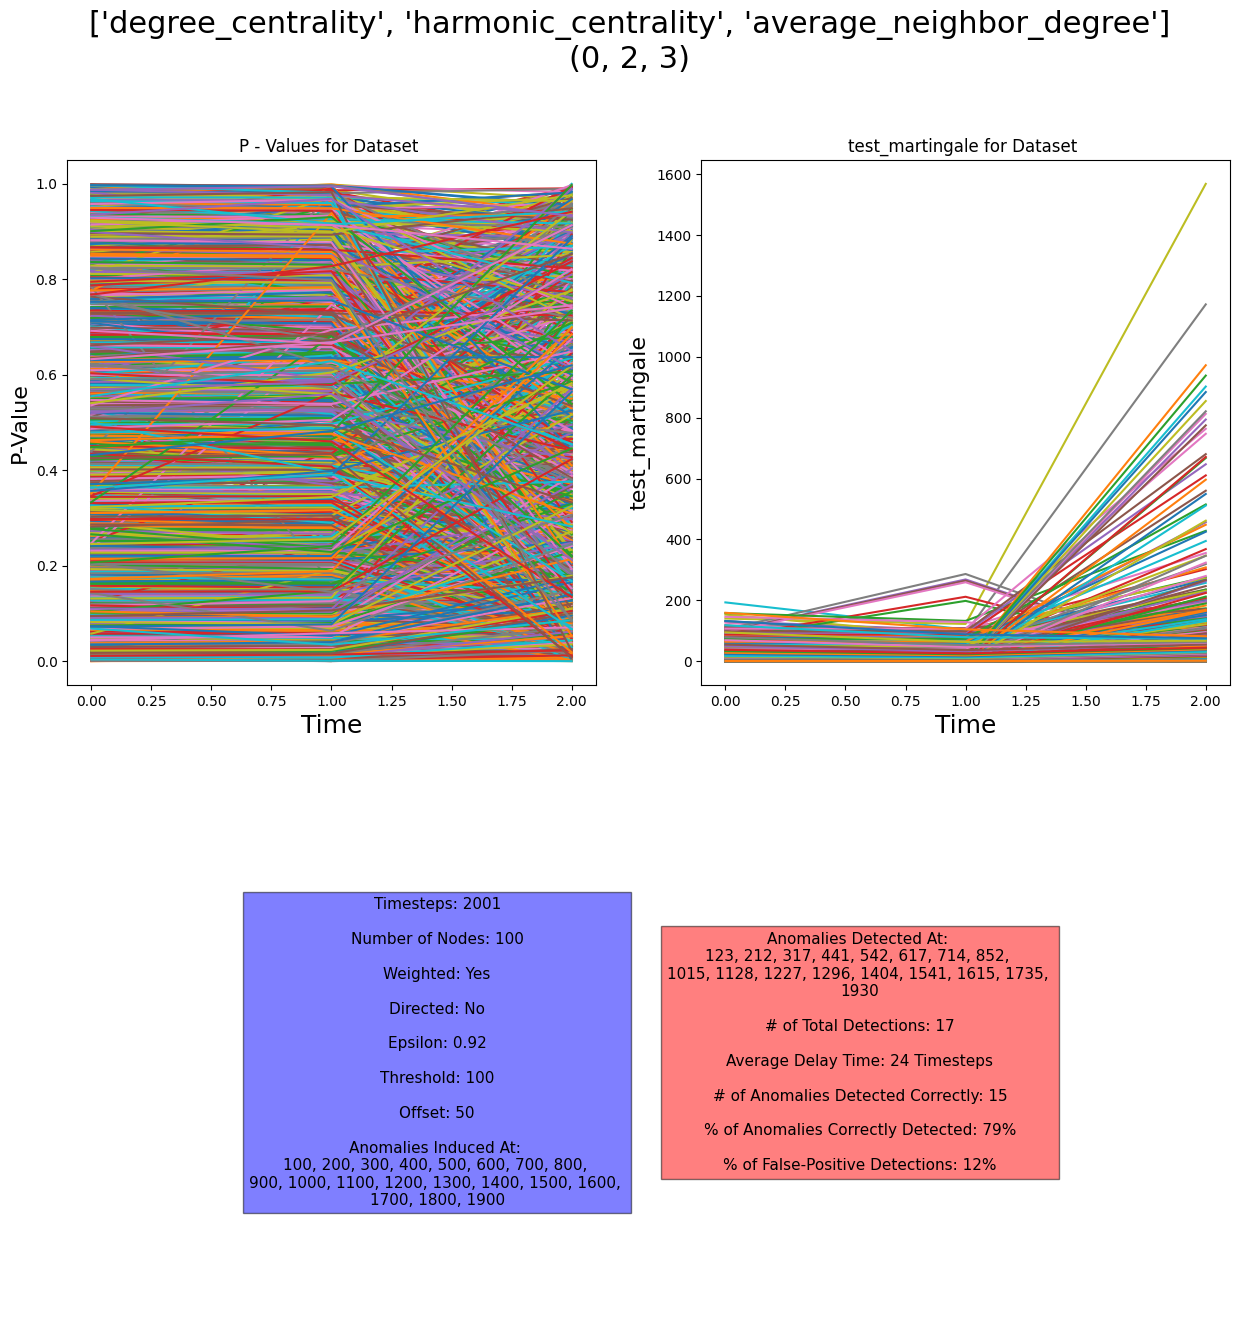 ['degree_centrality', 'harmonic_centrality', 'average_neighbor_degree']
(0, 2, 3)
P - Values for Dataset
1.0
0.8
0.6
0.4
0.2
0.0
P-Value
0.00 0.25 0.50 0.75 1.00 1.25 1.50 1.75 2.00
Time
test_martingale for Dataset
1600
1400
1200
1000
800
600
400
200
0
test_martingale
0.00 0.25 0.50 0.75 1.00 1.25 1.50 1.75 2.00
Time
Timesteps: 2001
Number of Nodes: 100
Weighted: Yes
Directed: No
Epsilon: 0.92
Threshold: 100
Offset: 50
Anomalies Induced At:
100, 200, 300, 400, 500, 600, 700, 800,
900, 1000, 1100, 1200, 1300, 1400, 1500, 1600,
1700, 1800, 1900
Anomalies Detected At:
123, 212, 317, 441, 542, 617, 714, 852,
1015, 1128, 1227, 1296, 1404, 1541, 1615, 1735,
1930
# of Total Detections: 17
Average Delay Time: 24 Timesteps
# of Anomalies Detected Correctly: 15
% of Anomalies Correctly Detected: 79%
% of False-Positive Detections: 12%